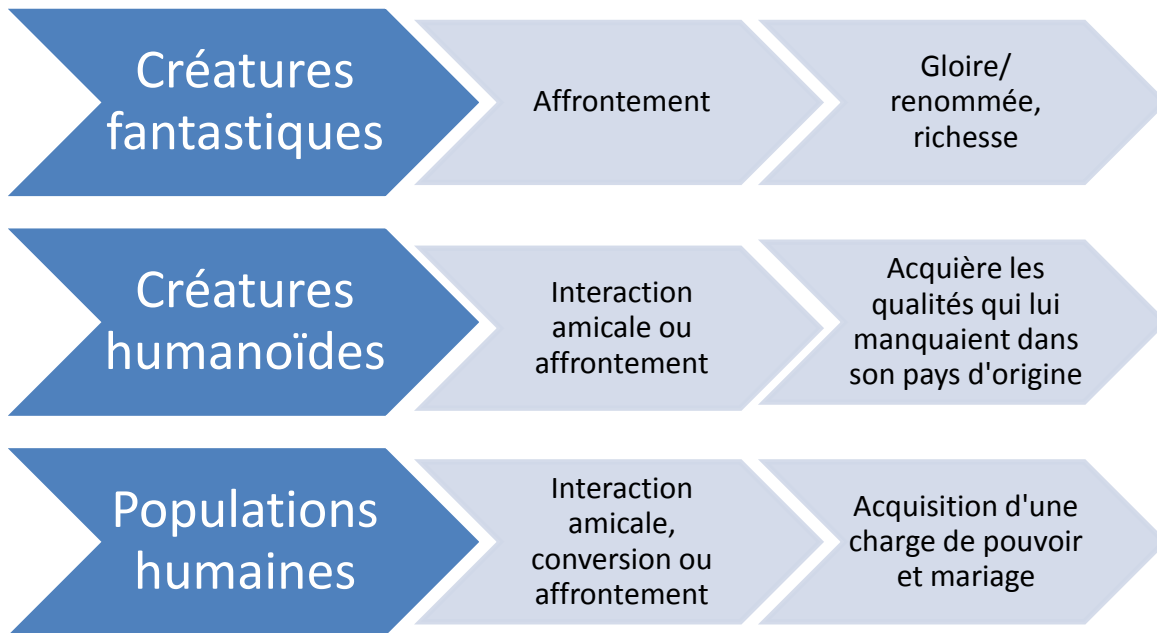 Créatures
fantastiques
Affrontement
Gloire/
renommée,
richesse
Créatures
humanoïdes
Interaction
amicale ou
affrontement
Acquière les
qualités qui lui
manquaient dans
son pays d'origine
Populations
humaines
Interaction
amicale,
conversion ou
affrontement
Acquisition d'une
charge de pouvoir
et mariage